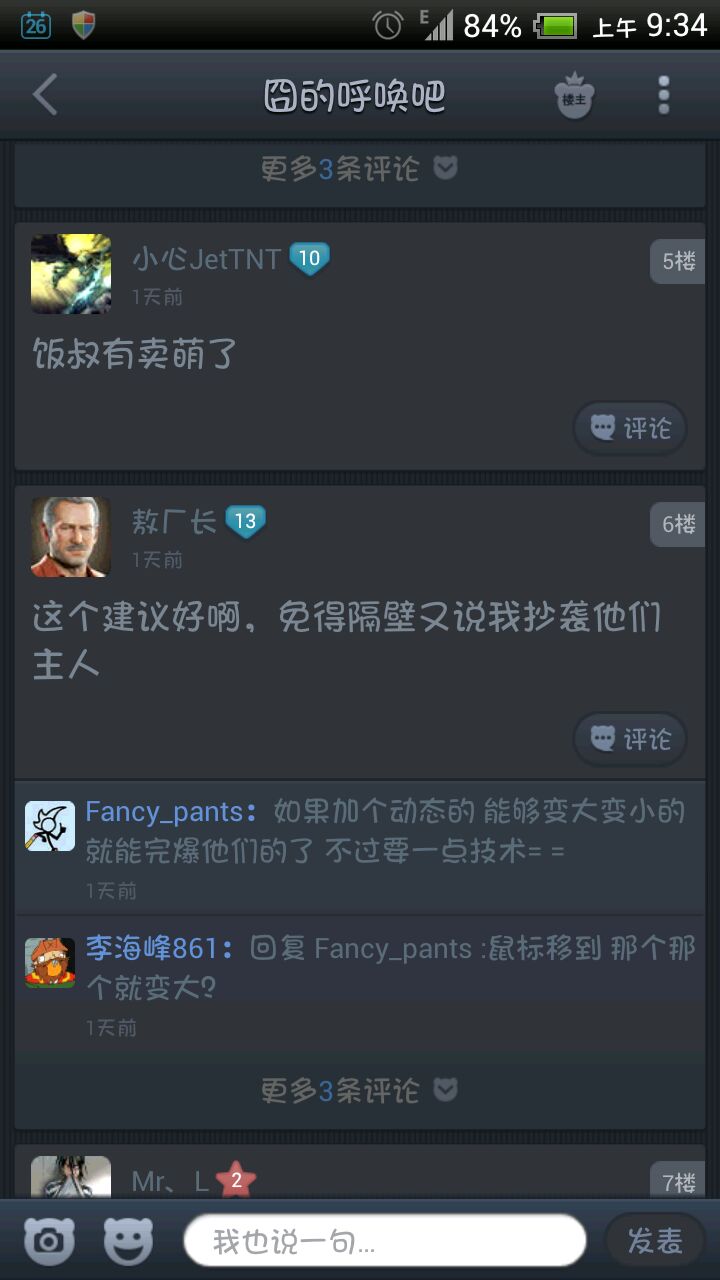 26
E 84% 上午 9:34
囧的呼唤吧 楼主
更多3条评论
小心JetTNT 10 5楼
1天前
饭叔有卖萌了
评论
敖厂长 13 6楼
1天前
这个建议好啊，免得隔壁又说我抄袭他们
主人
评论
Fancy_pants：如果加个动态的 能够变大变小的
就能完爆他们的了 不过要一点技术= =
1天前
李海峰861：回复 Fancy_pants :鼠标移到 那个那
个就变大?
1天前
更多3条评论
Mr、L 2 7楼
我也说一句... 发表